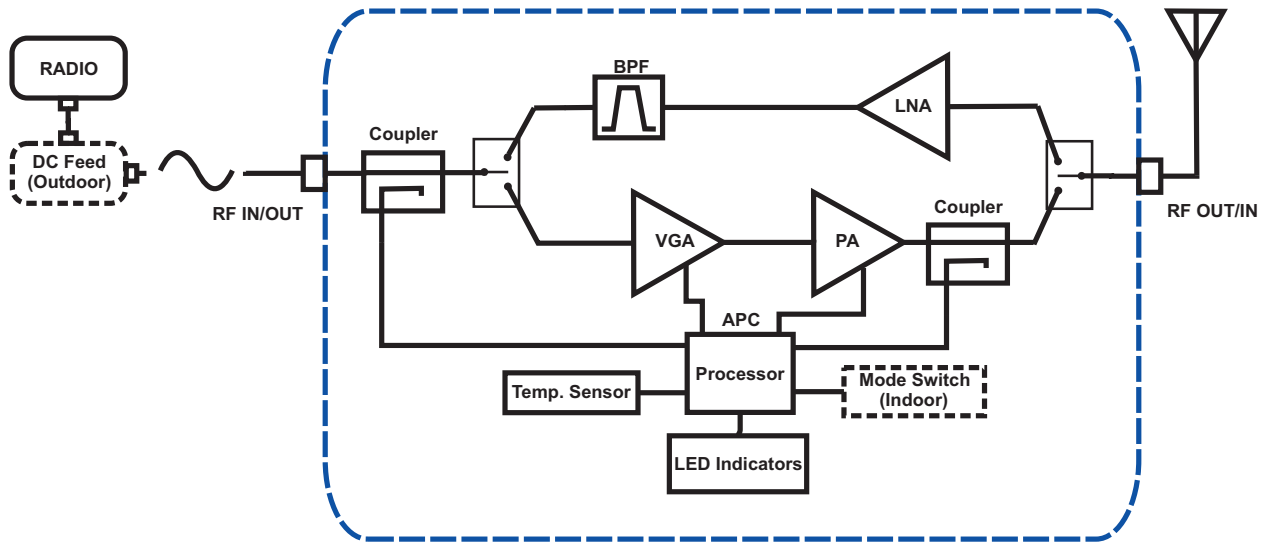 RADIO
DC Feed
(Outdoor)
RF IN/OUT
Coupler
BPF
LNA
VGA
PA
Coupler
RF OUT/IN
APC
Processor
Temp. Sensor
Mode Switch
(Indoor)
LED Indicators